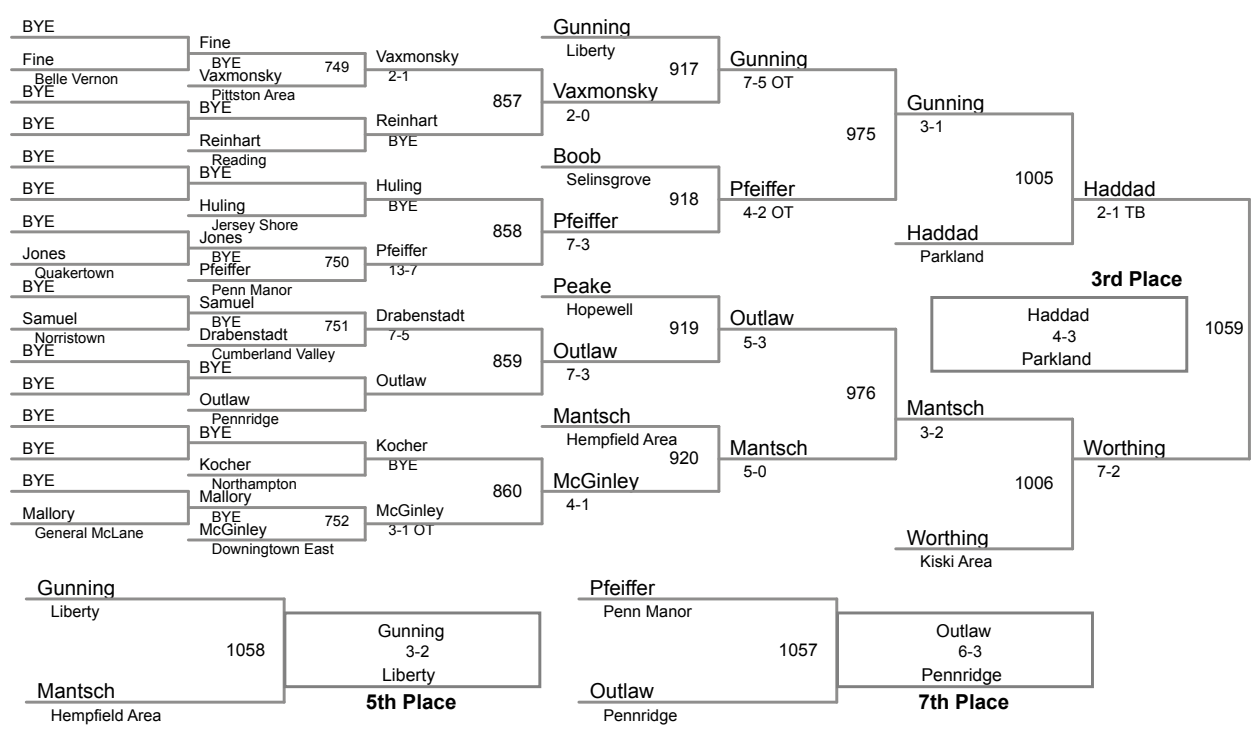 BYE
Fine
Belle Vernon
BYE
BYE
BYE
BYE
BYE
Jones
Quakertown
BYE
Samuel
Norristown
BYE
BYE
BYE
BYE
BYE
Mallory
General McLane
Fine
BYE
749
Vaxmonsky
Pittston Area
BYE
Reinhart
Reading
BYE
Huling
Jersey Shore
Jones
BYE
750
Pfeiffer
Penn Manor
Samuel
BYE
751
Drabenstadt
Cumberland Valley
BYE
Outlaw
Pennridge
BYE
Kocher
Northampton
Mallory
BYE
752
McGinley
Downingtown East
Vaxmonsky
2-1
857
Reinhart
BYE
Huling
BYE
858
Pfeiffer
13-7
Drabenstadt
7-5
859
Outlaw
Kocher
BYE
860
McGinley
3-1 OT
Gunning
Liberty
917
Vaxmonsky
2-0
Boob
Selinsgrove
918
Pfeiffer
7-3
Peake
Hopewell
919
Outlaw
7-3
Mantsch
Hempfield Area
920
McGinley
4-1
Gunning
7-5 OT
975
Pfeiffer
4-2 OT
Outlaw
5-3
976
Mantsch
5-0
Gunning
3-1
1005
Haddad
Parkland
Mantsch
3-2
1006
Worthing
Kiski Area
Haddad
2-1 TB
3rd Place
Haddad
4-3
Parkland
1059
Worthing
7-2
Gunning
Liberty
1058
Mantsch
Hempfield Area
Gunning
3-2
Liberty
5th Place
Pfeiffer
Penn Manor
1057
Outlaw
Pennridge
Outlaw
6-3
Pennridge
7th Place